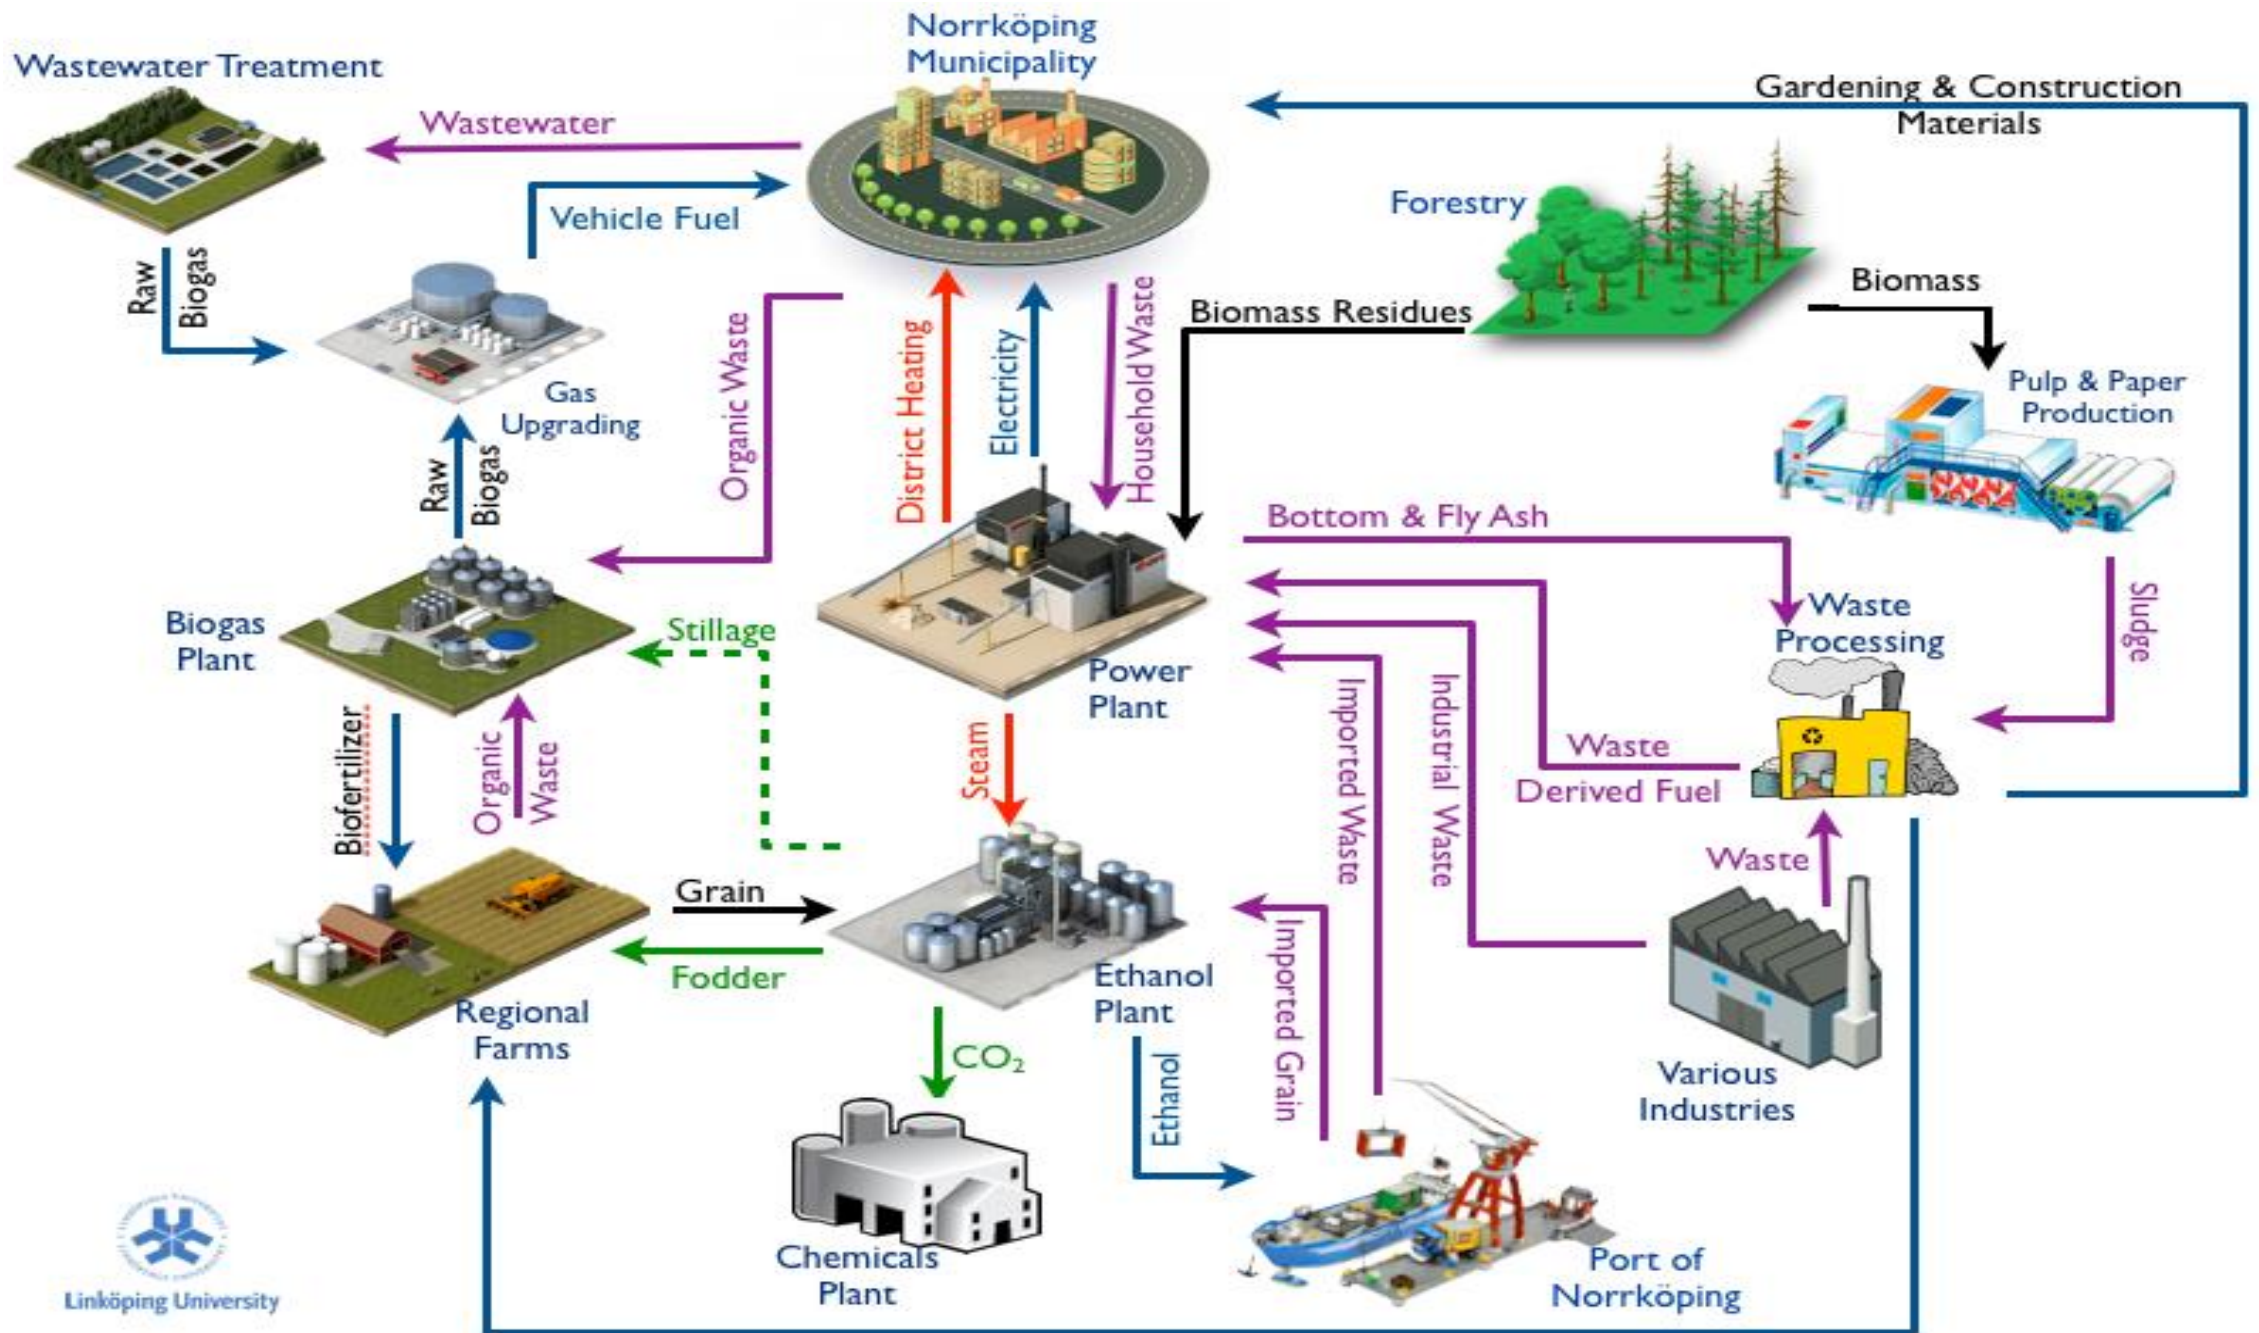 Norrköping
Municipality
Wastewater Treatment
Gardening & Construction
Materials
Wastewater
Vehicle Fuel
Forestry
Raw
Biogas
Biomass
Biomass Residues
Gas
Upgrading
Organic Waste
District Heating
Electricity
Household Waste
Pulp & Paper
Production
Raw
Biogas
Bottom & Fly Ash
Biogas
Plant
Stillage
Power
Plant
Waste
Processing
Sludge
Biofertilizer
Organic
Waste
Steam
Imported Waste
Industrial Waste
Waste
Derived Fuel
Waste
Grain
Fodder
Regional
Farms
Ethanol
Plant
Imported Grain
CO₂
Ethanol
Various
Industries
Chemicals
Plant
Port of
Norrköping
Linköping University